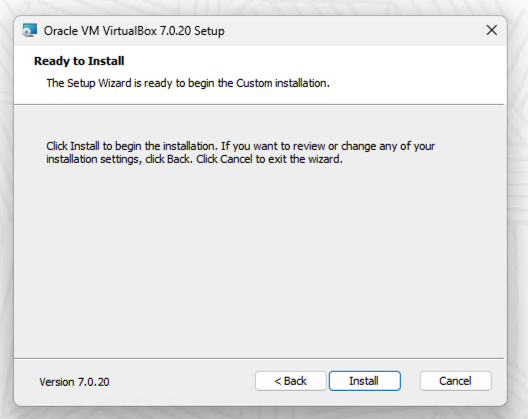 Oracle VM VirtualBox 7.0.20 Setup
Ready to Install
The Setup Wizard is ready to begin the Custom installation.
Click Install to begin the installation. If you want to review or change any of your
installation settings, click Back. Click Cancel to exit the wizard.
Version 7.0.20
< Back
Install
Cancel